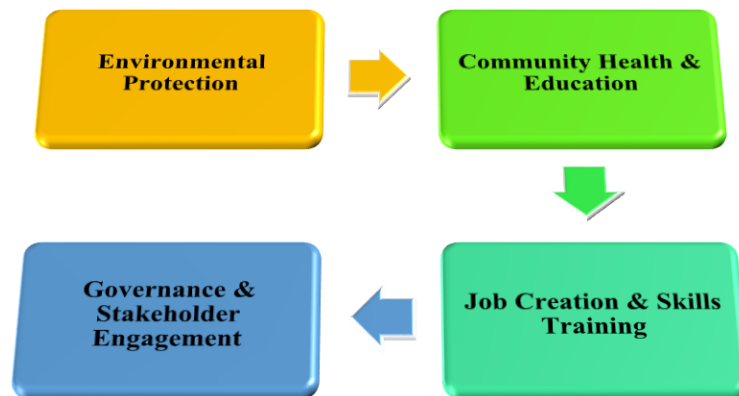 Environmental
Protection
Community Health &
Education
Job Creation & Skills
Training
Governance &
Stakeholder
Engagement